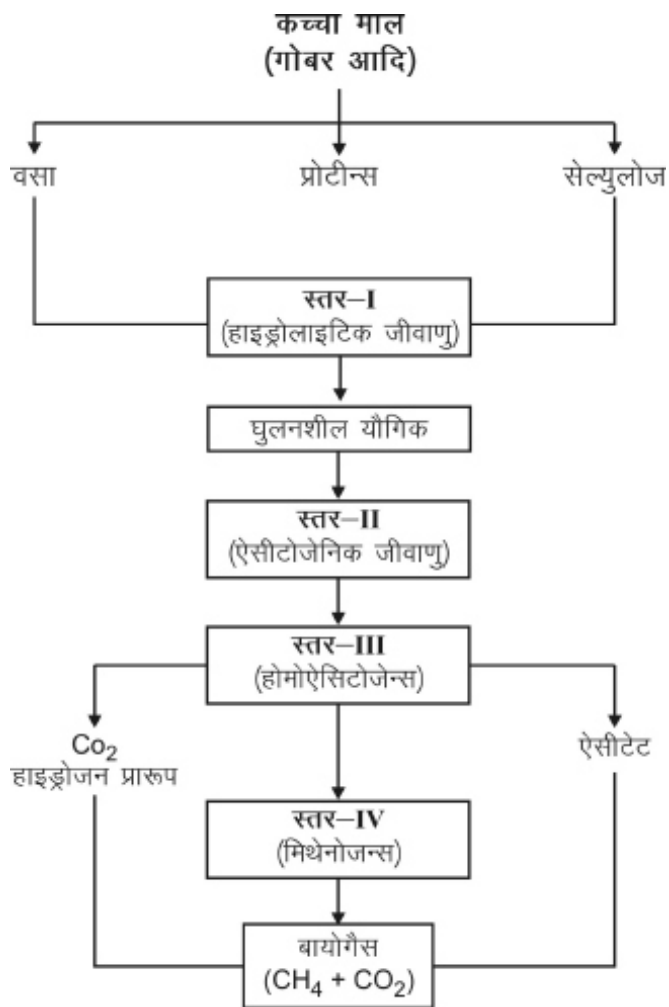 कच्चा माल
(गोबर आदि)
वसा
प्रोटीन्स
सेल्युलोज
स्तर–I
(हाइड्रोलाइटिक जीवाणु)
घुलनशील यौगिक
स्तर–II
(ऐसीटोजेनिक जीवाणु)
स्तर–III
(होमोऐसिटोजेन्स)
Co₂
हाइड्रोजन प्रारूप
ऐसीटेट
स्तर–IV
(मिथेनोजन्स)
बायोगैस
(CH₄ + CO₂)